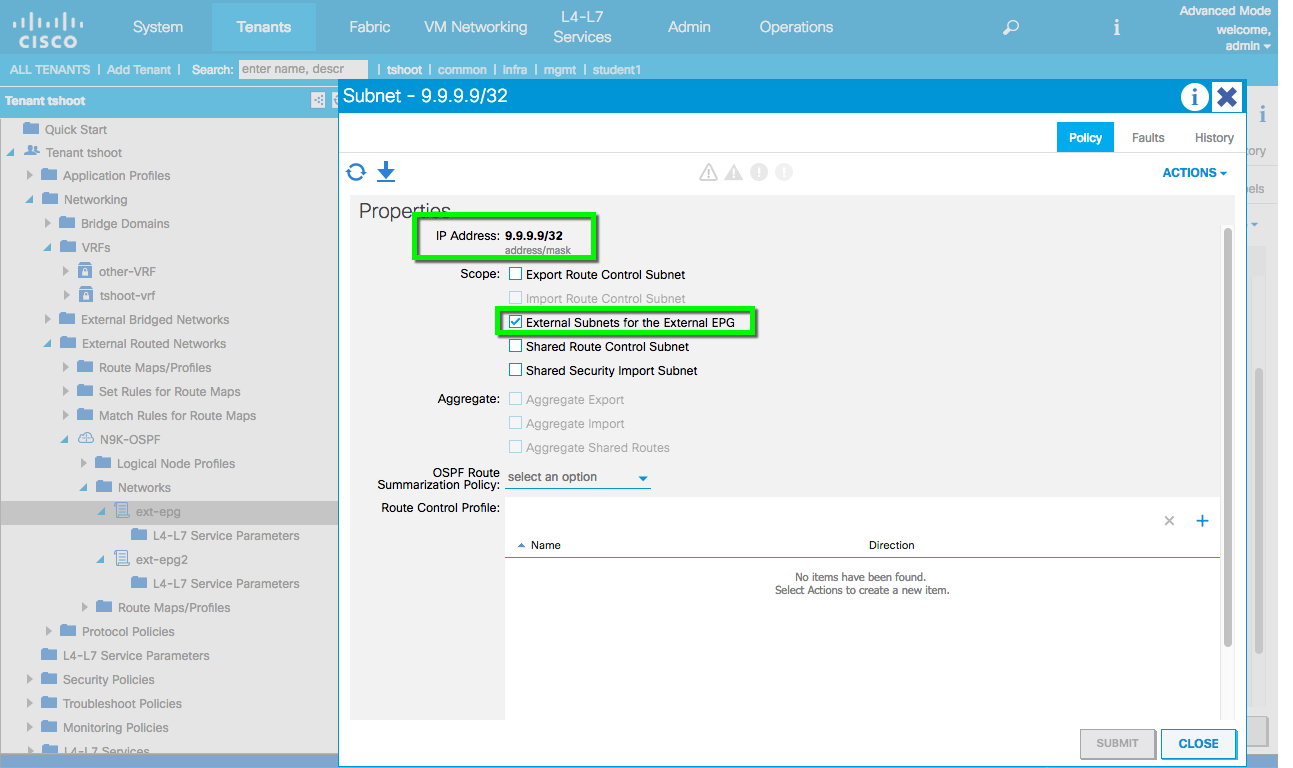 Advanced Mode
welcome,
admin
CISCO
System
Tenants
Fabric
VM Networking
L4-L7
Services
Admin
Operations
i
ALL TENANTS | Add Tenant | Search: enter name, descr | tshoot | common | infra | mgmt | student1
Tenant tshoot
Quick Start
Tenant tshoot
Application Profiles
Networking
Bridge Domains
VRFs
other-VRF
tshoot-vrf
External Bridged Networks
External Routed Networks
Route Maps/Profiles
Set Rules for Route Maps
Match Rules for Route Maps
N9K-OSPF
Logical Node Profiles
Networks
ext-epg
L4-L7 Service Parameters
ext-epg2
L4-L7 Service Parameters
Route Maps/Profiles
Protocol Policies
L4-L7 Service Parameters
Security Policies
Troubleshoot Policies
Monitoring Policies
L4-L7 Services
Subnet - 9.9.9.9/32
i
Policy
Faults
History
ACTIONS
Properties
IP Address: 9.9.9.9/32
address/mask
Scope: Export Route Control Subnet
Import Route Control Subnet
External Subnets for the External EPG
Shared Route Control Subnet
Shared Security Import Subnet
Aggregate: Aggregate Export
Aggregate Import
Aggregate Shared Routes
OSPF Route
Summarization Policy: select an option
Route Control Profile:
Name
Direction
No items have been found.
Select Actions to create a new item.
SUBMIT
CLOSE
i
ory
els